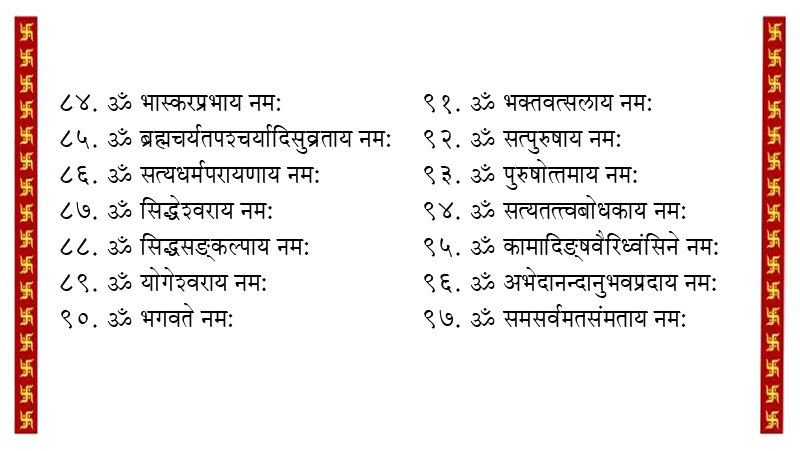 ८४. ॐ भास्करप्रभाय नमः
८५. ॐ ब्रह्मचर्यतपश्चर्यादिसुव्रताय नमः
८६. ॐ सत्यधर्मपरायणाय नमः
८७. ॐ सिद्धेश्वराय नमः
८८. ॐ सिद्धसङ्कल्पाय नमः
८९. ॐ योगेश्वराय नमः
९०. ॐ भगवते नमः
९१. ॐ भक्तवत्सलाय नमः
९२. ॐ सत्पुरुषाय नमः
९३. ॐ पुरुषोत्तमाय नमः
९४. ॐ सत्यतत्त्वबोधकाय नमः
९५. ॐ कामादिङ्षवैरिध्वंसिने नमः
९६. ॐ अभेदानन्दानुभवप्रदाय नमः
९७. ॐ समसर्वमतसंमताय नमः